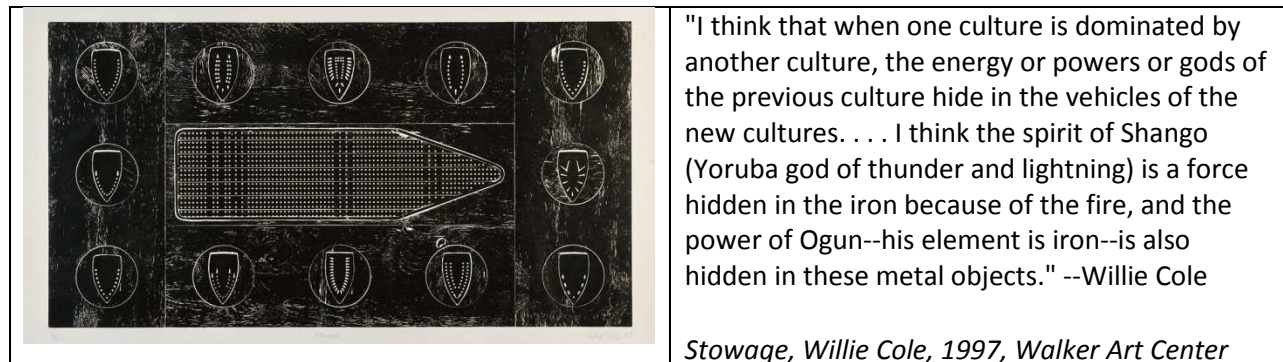 "I think that when one culture is dominated by
another culture, the energy or powers or gods of
the previous culture hide in the vehicles of the
new cultures. . . . I think the spirit of Shango
(Yoruba god of thunder and lightning) is a force
hidden in the iron because of the fire, and the
power of Ogun--his element is iron--is also
hidden in these metal objects." --Willie Cole
Stowage, Willie Cole, 1997, Walker Art Center